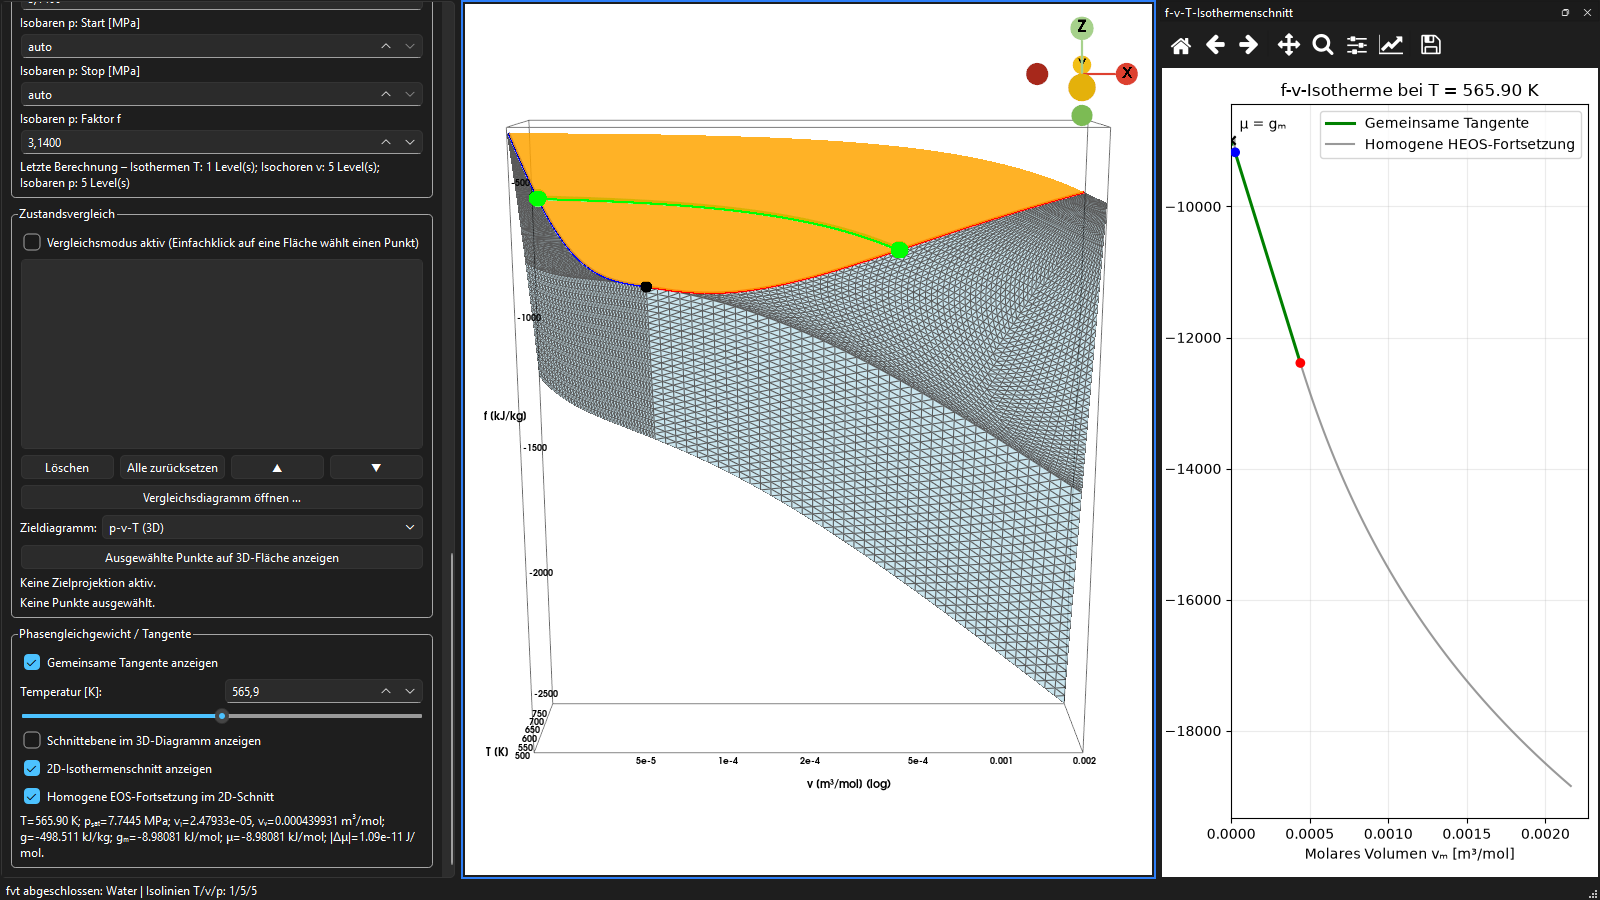 Isobaren p: Start [MPa]
auto
Isobaren p: Stop [MPa]
auto
Isobaren p: Faktor f
3,1400
Letzte Berechnung – Isothermen T: 1 Level(s); Isochoren v: 5 Level(s);
Isobaren p: 5 Level(s)
Zustandsvergleich
Vergleichsmodus aktiv (Einfachklick auf eine Fläche wählt einen Punkt)
Löschen
Alle zurücksetzen
▲
▼
Vergleichsdiagramm öffnen ...
Zieldiagramm:
p-v-T (3D)
Ausgewählte Punkte auf 3D-Fläche anzeigen
Keine Zielprojektion aktiv.
Keine Punkte ausgewählt.
Phasengleichgewicht / Tangente
Gemeinsame Tangente anzeigen
Temperatur [K]:
565,9
Schnittebene im 3D-Diagramm anzeigen
2D-Isothermenschnitt anzeigen
Homogene EOS-Fortsetzung im 2D-Schnitt
T=565.90 K; pₛₐₜ=7.7445 MPa; vₗ=2.47933e-05, vᵥ=0.000439931 m³/mol;
g=-498.511 kJ/kg; gₘ=-8.98081 kJ/mol; μ=-8.98081 kJ/mol; |Δμ|=1.09e-11 J/
mol.
fvt abgeschlossen: Water | Isolinien T/v/p: 1/5/5
Z
Y
X
-500
-1000
f (kJ/kg)
-1500
-2000
-2500
750
700
650
600
550
500
T (K)
5e-5
1e-4
2e-4
5e-4
0.001
0.002
v (m³/mol) (log)
f-v-T-Isothermenschnitt
f-v-Isotherme bei T = 565.90 K
μ = gₘ
Gemeinsame Tangente
Homogene HEOS-Fortsetzung
−10000
−12000
−14000
−16000
−18000
0.0000
0.0005
0.0010
0.0015
0.0020
Molares Volumen vₘ [m³/mol]